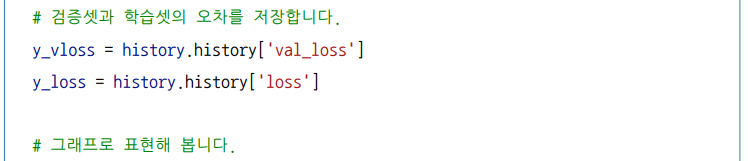 # 검증셋과 학습셋의 오차를 저장합니다.
y_vloss = history.history['val_loss']
y_loss = history.history['loss']
# 그래프로 표현해 봅니다.